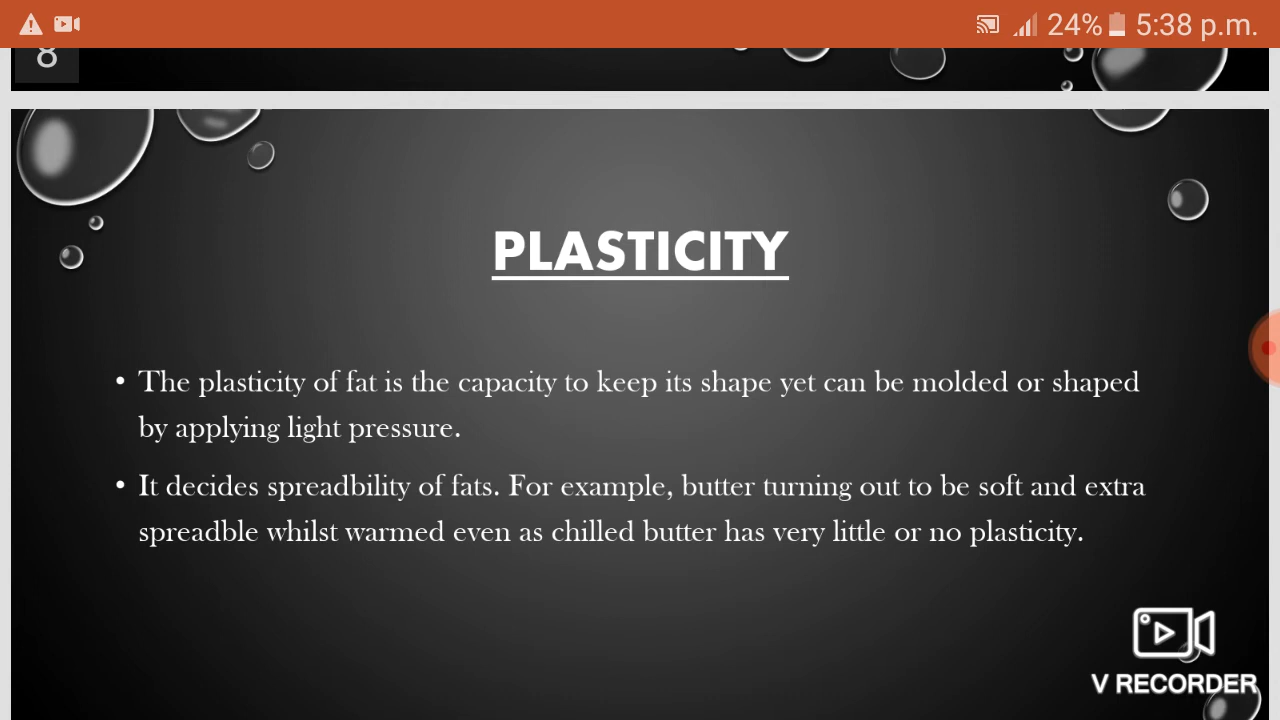 24% 5:38 p.m.
8
PLASTICITY
• The plasticity of fat is the capacity to keep its shape yet can be molded or shaped
by applying light pressure.
• It decides spreadbility of fats. For example, butter turning out to be soft and extra
spreadble whilst warmed even as chilled butter has very little or no plasticity.
V RECORDER